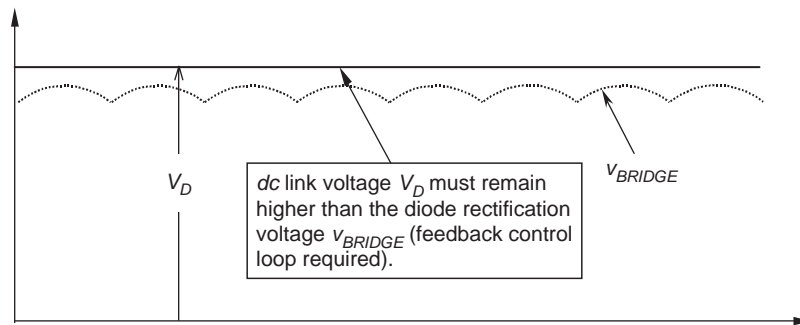 V_D
dc link voltage V_D must remain
higher than the diode rectification
voltage v_BRIDGE (feedback control
loop required).
v_BRIDGE